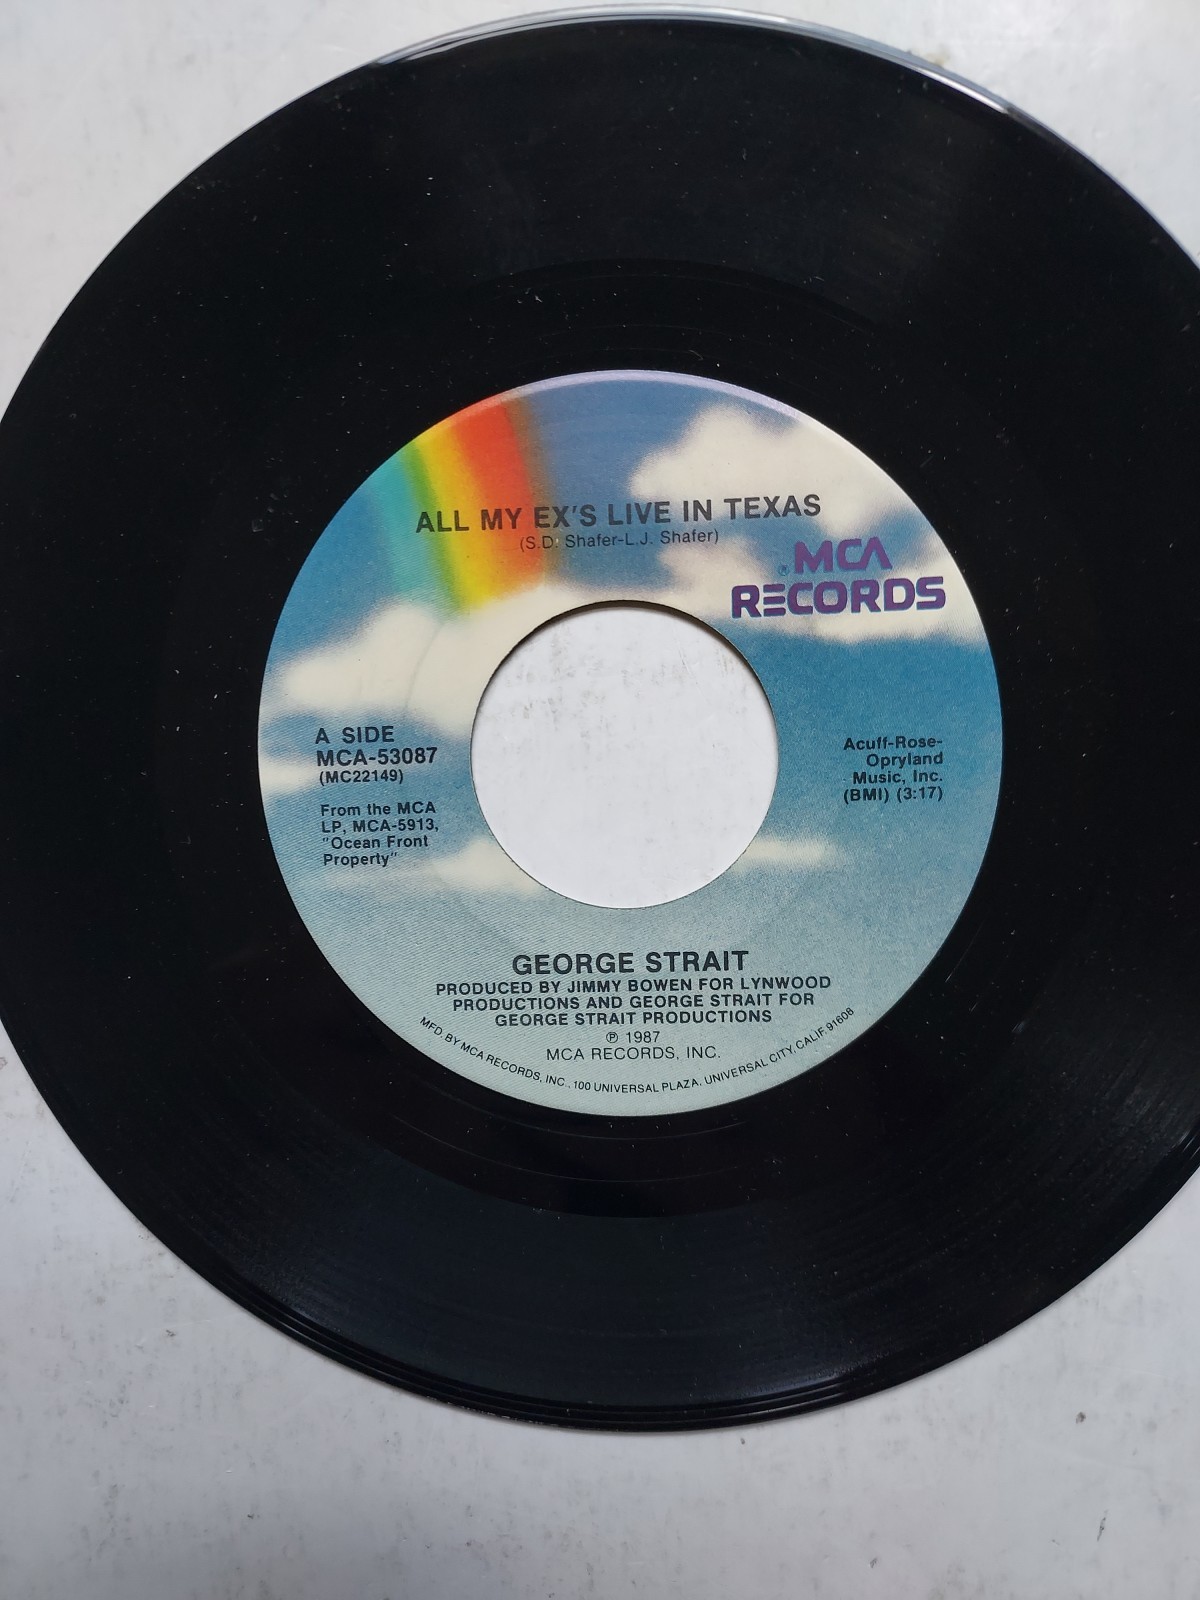 ALL MY EX'S LIVE IN TEXAS
(S.D. Shafer-L.J. Shafer)
® MCA
RECORDS
A SIDE
MCA-53087
(MC22149)
From the MCA
LP, MCA-5913,
"Ocean Front
Property"
Acuff-Rose-
Opryland
Music, Inc.
(BMI) (3:17)
GEORGE STRAIT
PRODUCED BY JIMMY BOWEN FOR LYNWOOD
PRODUCTIONS AND GEORGE STRAIT FOR
GEORGE STRAIT PRODUCTIONS
℗ 1987
MCA RECORDS, INC.
MFD. BY MCA RECORDS, INC., 100 UNIVERSAL PLAZA, UNIVERSAL CITY, CALIF. 91608